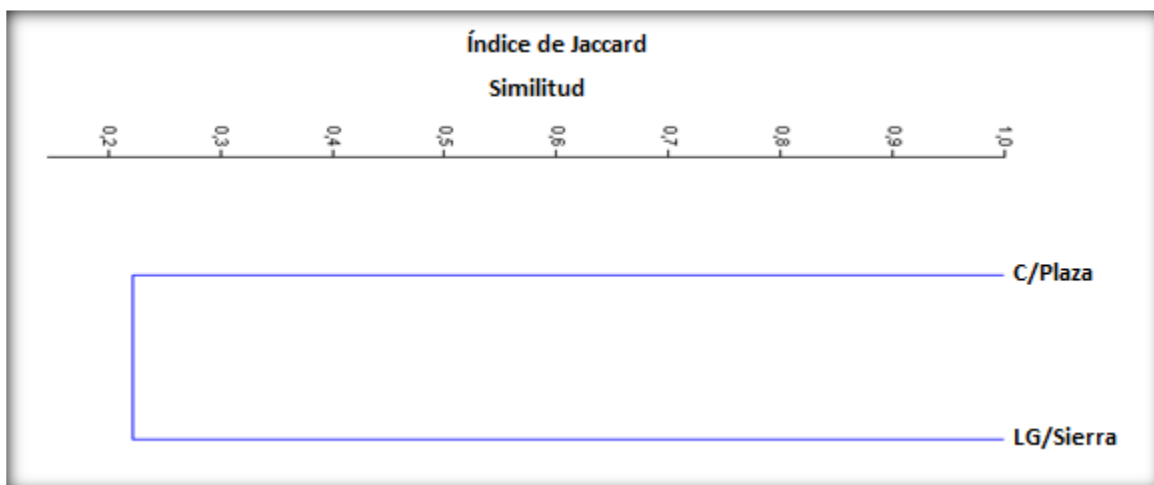 Índice de Jaccard
Similitud
0,2 0,3 0,4 0,5 0,6 0,7 0,8 0,9 1,0
C/Plaza
LG/Sierra